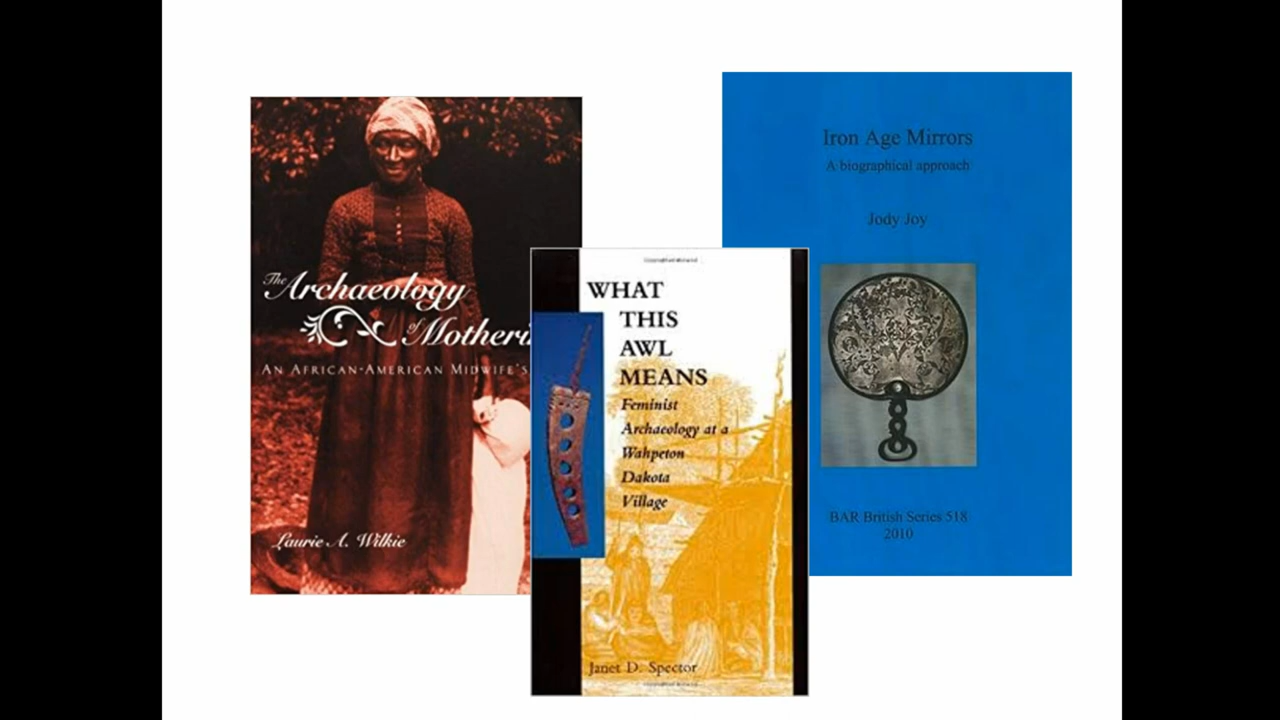 The Archaeology
of Motheri
AN AFRICAN-AMERICAN MIDWIFE'S
Laurie A. Wilkie
WHAT
THIS
AWL
MEANS
Feminist
Archaeology at a
Wahpeton
Dakota
Village
Janet D. Spector
Iron Age Mirrors
A biographical approach
Jody Joy
BAR British Series 518
2010